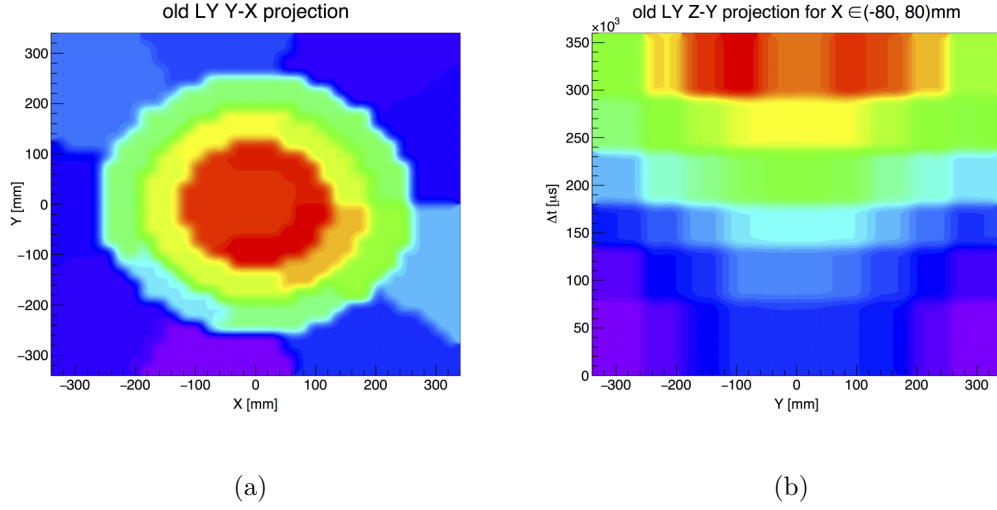 old LY Y-X projection
Y [mm]
300
200
100
0
−100
−200
−300
−300 −200 −100 0 100 200 300
X [mm]
(a)
old LY Z-Y projection for X ∈(-80, 80)mm
×10³
Δt [μs]
350
300
250
200
150
100
50
0
−300 −200 −100 0 100 200 300
Y [mm]
(b)